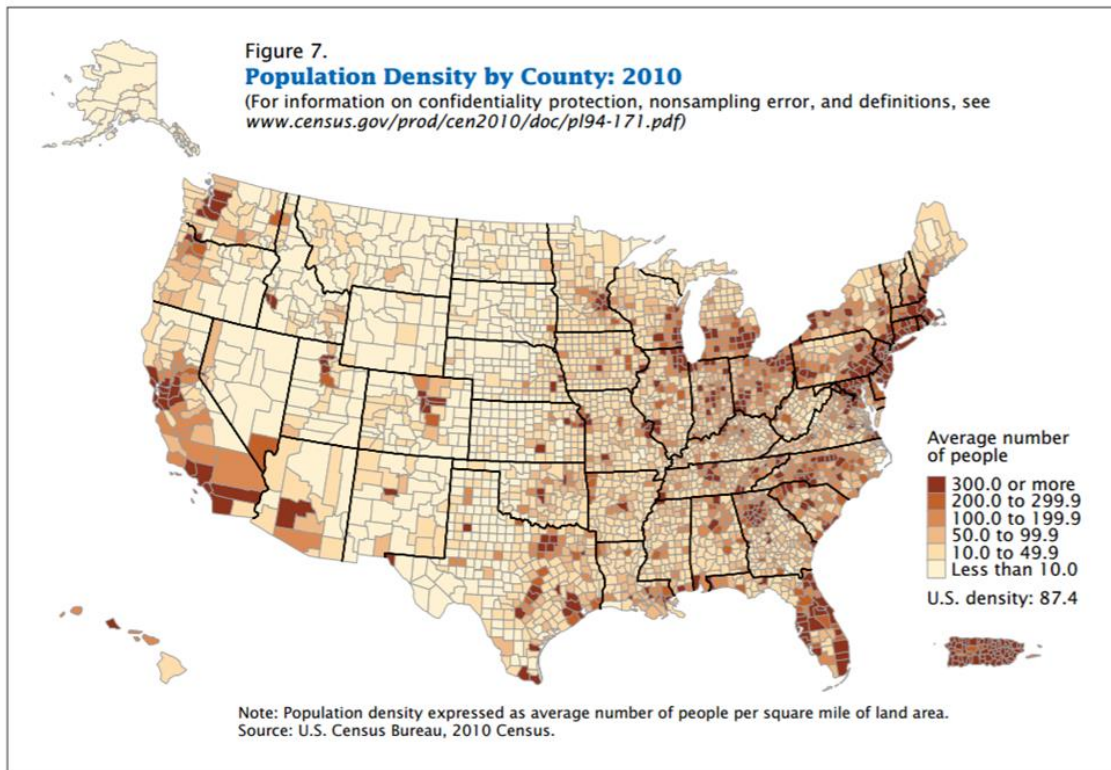 Figure 7.
Population Density by County: 2010
(For information on confidentiality protection, nonsampling error, and definitions, see
www.census.gov/prod/cen2010/doc/pl94-171.pdf)
Average number
of people
300.0 or more
200.0 to 299.9
100.0 to 199.9
50.0 to 99.9
10.0 to 49.9
Less than 10.0
U.S. density: 87.4
Note: Population density expressed as average number of people per square mile of land area.
Source: U.S. Census Bureau, 2010 Census.